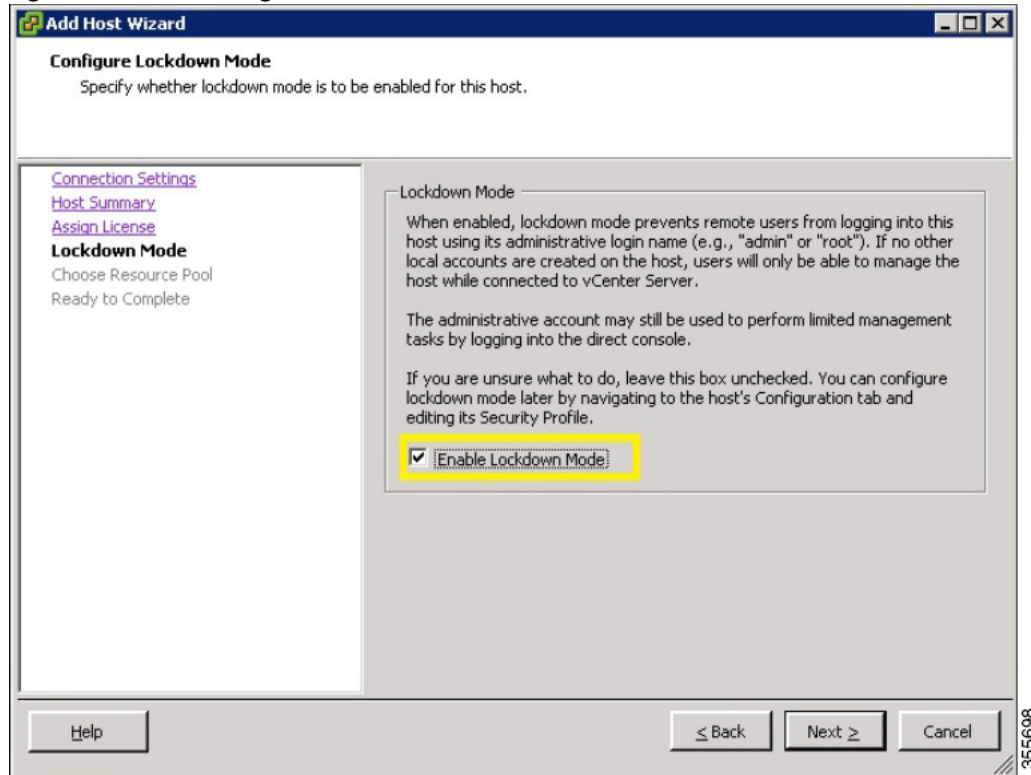 Add Host Wizard
Configure Lockdown Mode
Specify whether lockdown mode is to be enabled for this host.
Connection Settings
Host Summary
Assign License
Lockdown Mode
Choose Resource Pool
Ready to Complete
Lockdown Mode
When enabled, lockdown mode prevents remote users from logging into this
host using its administrative login name (e.g., "admin" or "root"). If no other
local accounts are created on the host, users will only be able to manage the
host while connected to vCenter Server.
The administrative account may still be used to perform limited management
tasks by logging into the direct console.
If you are unsure what to do, leave this box unchecked. You can configure
lockdown mode later by navigating to the host's Configuration tab and
editing its Security Profile.
Enable Lockdown Mode
Help
≤ Back
Next ≥
Cancel
355698